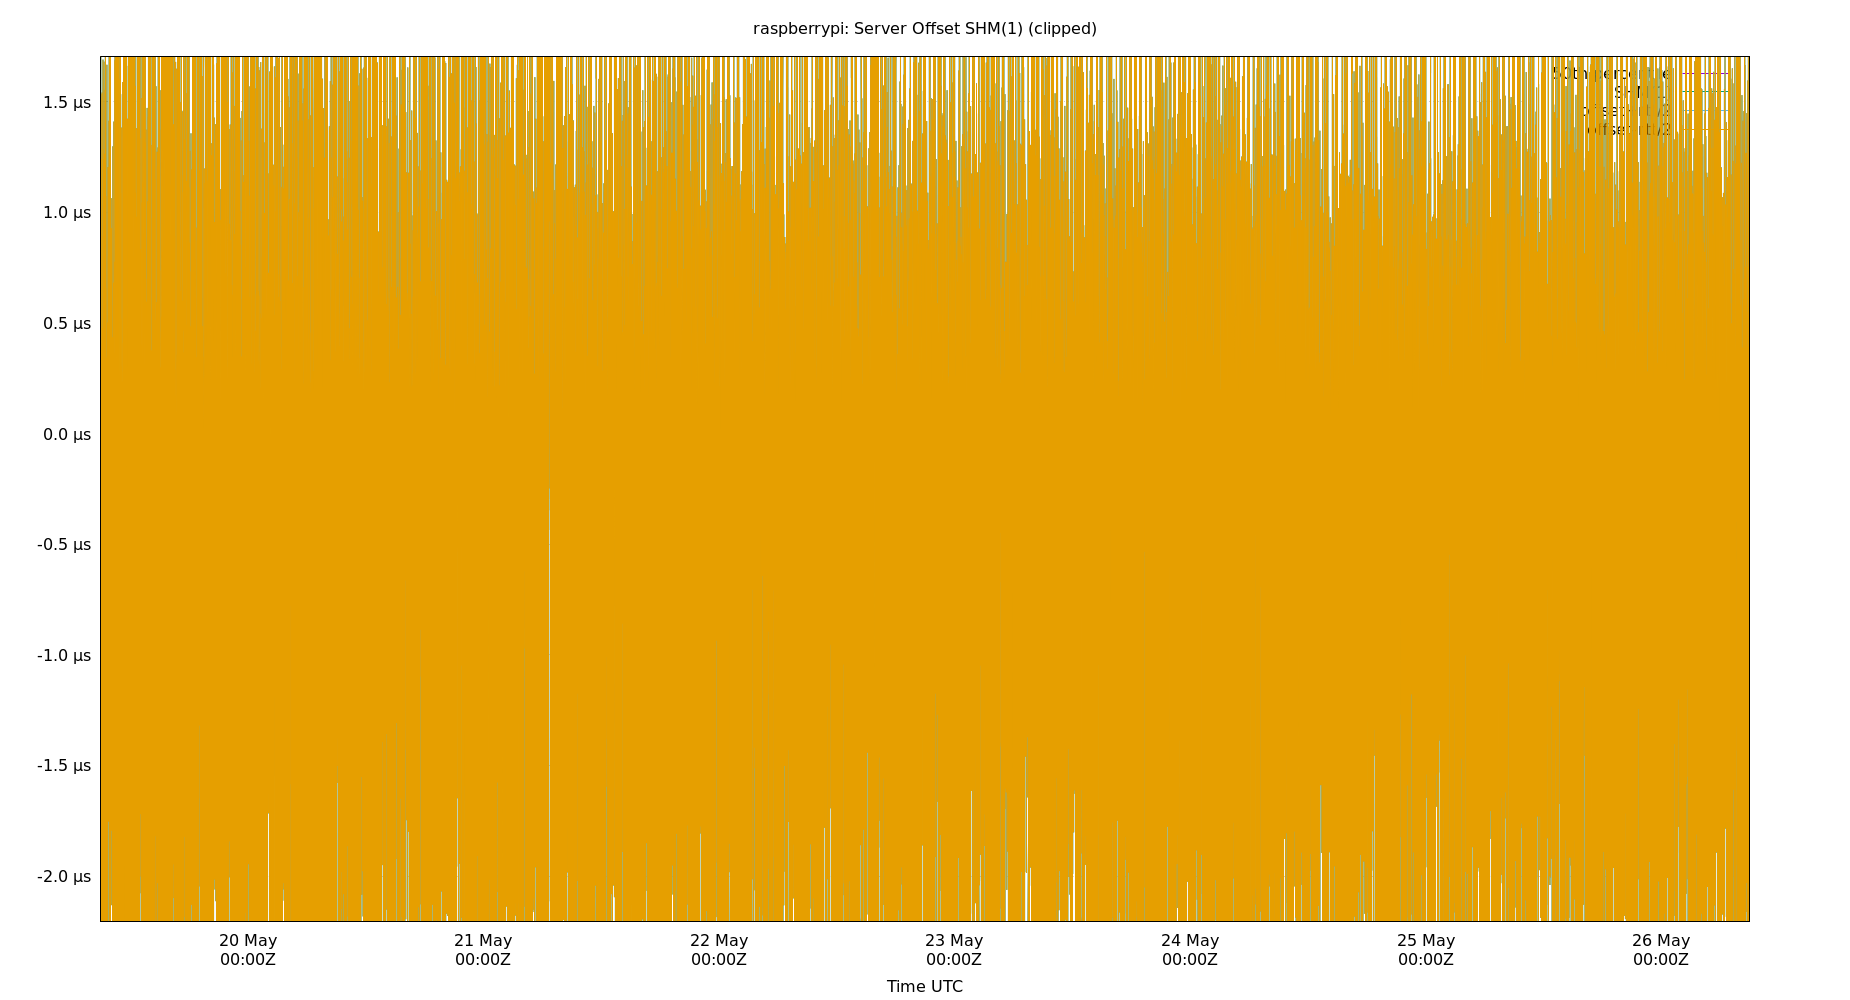 raspberrypi: Server Offset SHM(1) (clipped)
1.5 µs
1.0 µs
0.5 µs
0.0 µs
-0.5 µs
-1.0 µs
-1.5 µs
-2.0 µs
50th percentile
20 May
00:00Z
21 May
00:00Z
22 May
00:00Z
23 May
00:00Z
24 May
00:00Z
25 May
00:00Z
26 May
00:00Z
Time UTC